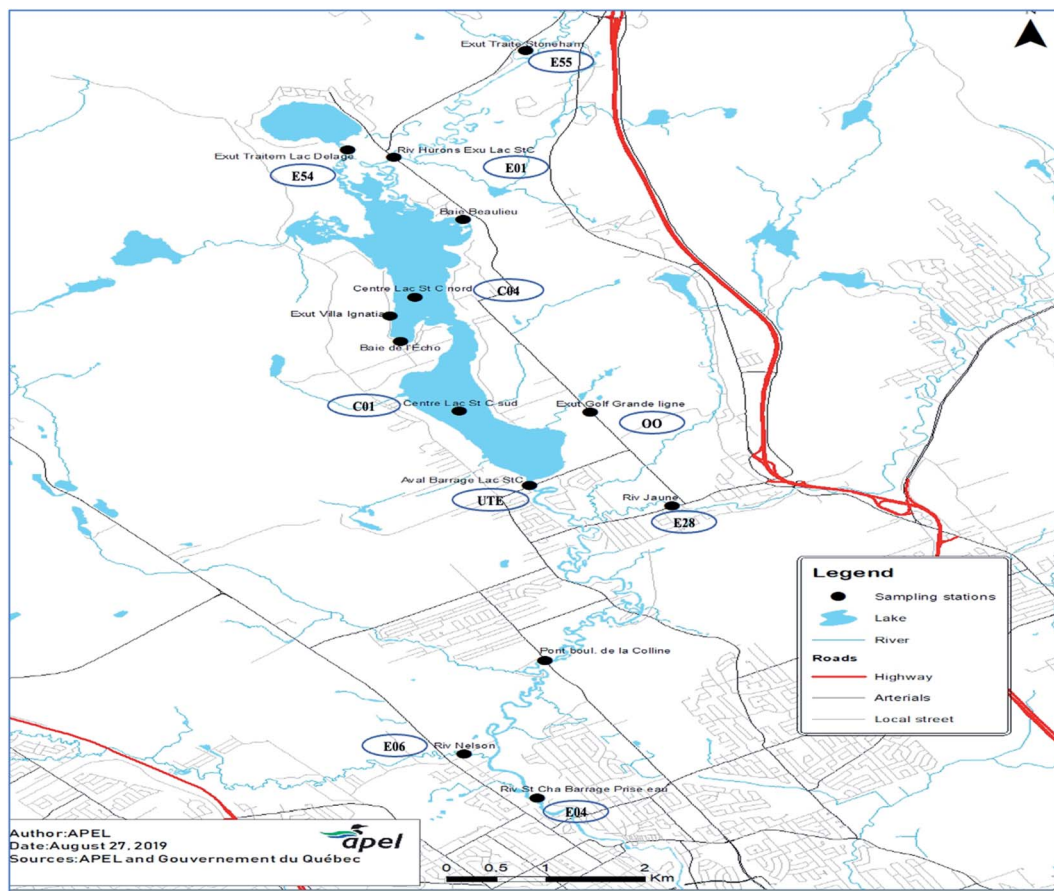 Exut Traite Stoneham
E55
Exut Traitem Lac Delage
Riv Hurons Exu Lac StC
E54
E01
Baie Beaulieu
Centre Lac St C nord
C04
Exut Villa Ignatia
Baie de l'Écho
C01
Centre Lac St C sud
Exut Golf Grande ligne
OO
Aval Barrage Lac StC
UTE
Riv Jaune
E28
Legend
Sampling stations
Lake
River
Roads
Highway
Arterials
Local street
Pont boul. de la Colline
E06
Riv Nelson
Riv St Cha Barrage Prise eau
E04
Author:APEL
Date:August 27, 2019
Sources:APEL and Gouvernement du Québec
apel
0 0.5 1 2
Km